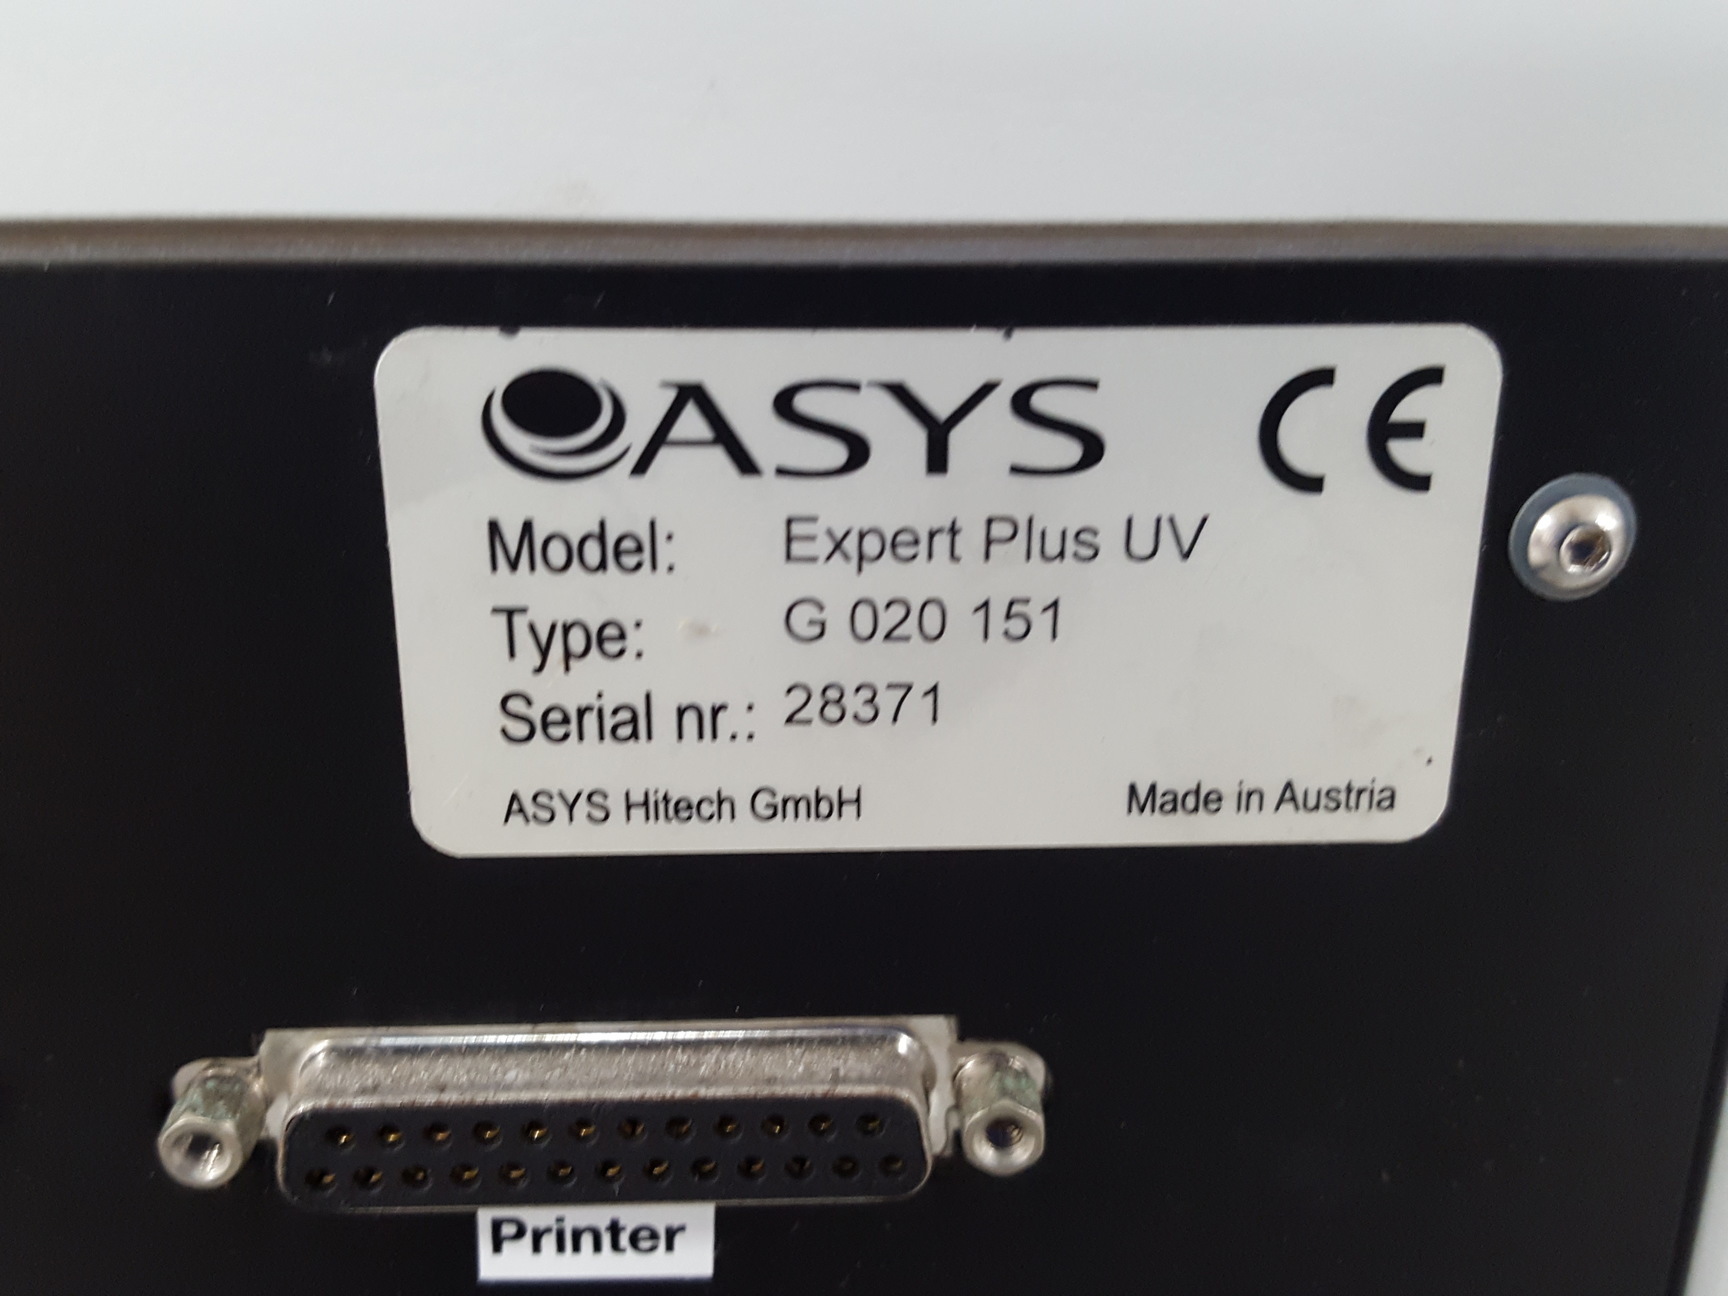 ASYS CE
Model: Expert Plus UV
Type: G 020 151
Serial nr.: 28371
ASYS Hitech GmbH Made in Austria
Printer